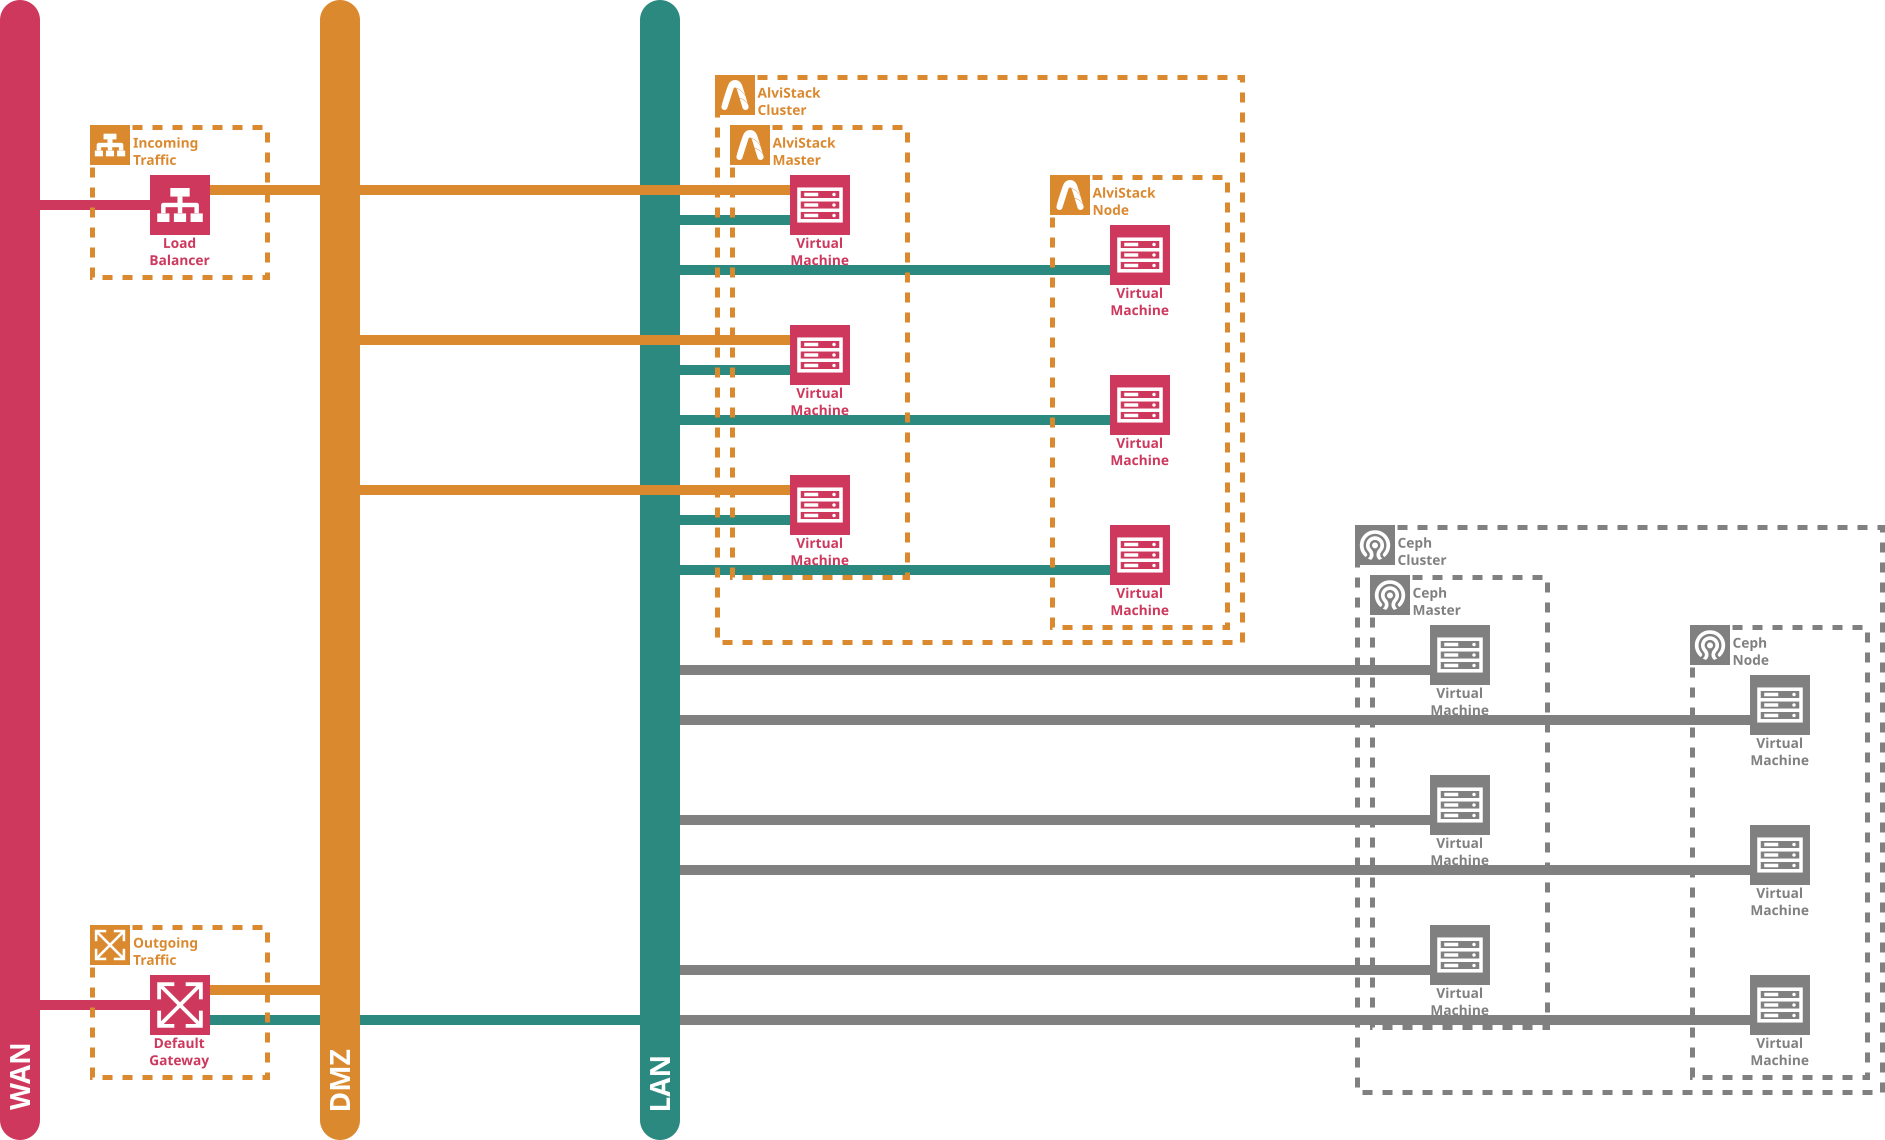 AlviStack
Cluster
Incoming
Traffic
AlviStack
Master
AlviStack
Node
Load
Balancer
Virtual
Machine
Virtual
Machine
Virtual
Machine
Virtual
Machine
Virtual
Machine
Virtual
Machine
Ceph
Cluster
Ceph
Master
Ceph
Node
Virtual
Machine
Virtual
Machine
Virtual
Machine
Virtual
Machine
Virtual
Machine
Virtual
Machine
Outgoing
Traffic
Default
Gateway
WAN
DMZ
LAN